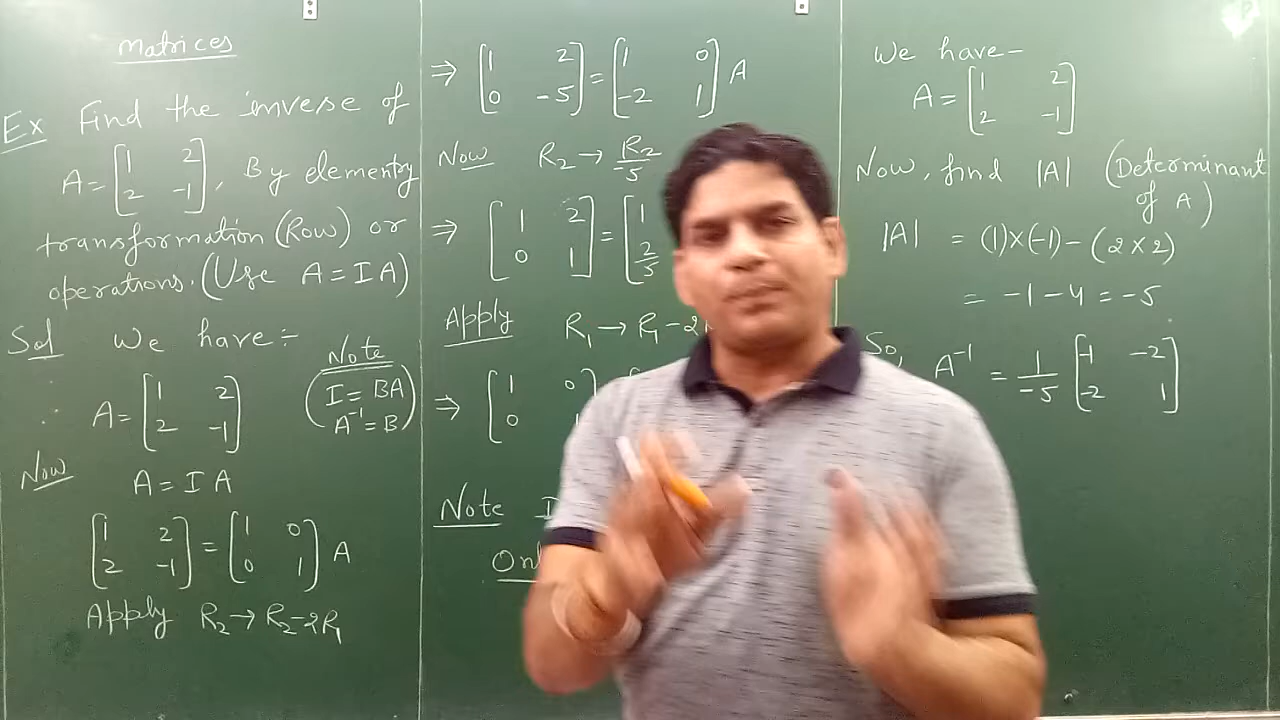 Matrices
Ex Find the inverse of
A = [1 2; 2 -1], By elementry
transformation (Row) or
operations. (Use A = IA)
Sol We have :-
Note
(I = BA
A⁻¹ = B)
∴ A = [1 2; 2 -1]
Now
A = I A
[1 2; 2 -1] = [1 0; 0 1] A
Apply R₂ → R₂-2R₁
⇒ [1 2; 0 -5] = [1 0; -2 1] A
Now R₂ → R₂/-5
⇒ [1 2; 0 1] = [1; 2/5
Apply R₁ → R₁-2
⇒ [1 0; 0
Note
We have -
A = [1 2; 2 -1]
Now, find |A| (Determinant
of A)
|A| = (1)×(-1) - (2×2)
= -1-4 = -5
So,
A⁻¹ = 1/-5 [-1 -2; -2 1]